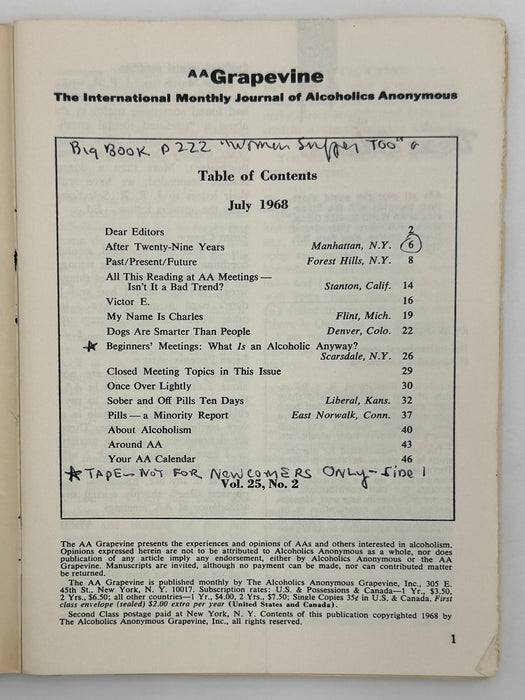 AAGrapevine
The International Monthly Journal of Alcoholics Anonymous
Big Book p 222 "Women Suffer Too"
Table of Contents
July 1968
Dear Editors 2
After Twenty-Nine Years Manhattan, N.Y. 6
Past/Present/Future Forest Hills, N.Y. 8
All This Reading at AA Meetings—
Isn't It a Bad Trend? Stanton, Calif. 14
Victor E. 16
My Name Is Charles Flint, Mich. 19
Dogs Are Smarter Than People Denver, Colo. 22
★ Beginners' Meetings: What Is an Alcoholic Anyway?
Scarsdale, N.Y. 26
Closed Meeting Topics in This Issue 29
Once Over Lightly 30
Sober and Off Pills Ten Days Liberal, Kans. 32
Pills—a Minority Report East Norwalk, Conn. 37
About Alcoholism 40
Around AA 43
Your AA Calendar 46
★ TAPE - NOT FOR NEWCOMERS ONLY - Side 1
Vol. 25, No. 2
The AA Grapevine presents the experiences and opinions of AAs and others interested in alcoholism.
Opinions expressed herein are not to be attributed to Alcoholics Anonymous as a whole, nor does
publication of any article imply any endorsement, either by Alcoholics Anonymous or the AA
Grapevine. Manuscripts are invited, although no payment can be made, nor can contributed matter
be returned.
The AA Grapevine is published monthly by The Alcoholics Anonymous Grapevine, Inc., 305 E.
45th St., New York, N. Y. 10017. Subscription rates: U.S. & Possessions & Canada—1 Yr., $3.50,
2 Yrs., $6.50; all other countries—1 Yr., $4.00, 2 Yrs., $7.50; Single Copies 35¢ in U.S. & Canada. First
class envelope (sealed) $2.00 extra per year (United States and Canada).
Second Class postage paid at New York, N. Y. Contents of this publication copyrighted 1968 by
The Alcoholics Anonymous Grapevine, Inc., all rights reserved.
1